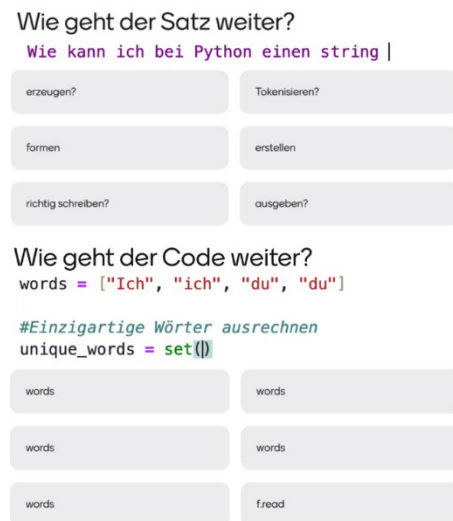 Wie geht der Satz weiter?
Wie kann ich bei Python einen string
erzeugen? Tokenisieren?
formen erstellen
richtig schreiben? ausgeben?
Wie geht der Code weiter?
words = ["Ich", "ich", "du", "du"]
#Einzigartige Wörter ausrechnen
unique_words = set()
words words
words words
words f.read